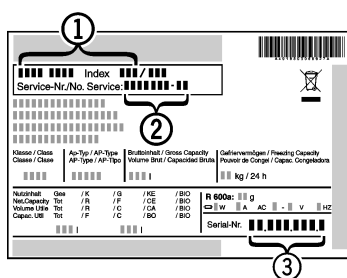 1
Index /
Service-Nr./No. Service: -
2
Klasse / Class
Classe / Clase
Ap-Typ / AP-Type
AP-Type / AP-Tipo
Bruttoinhalt / Gross Capacity
Volume Brut / Capacidad Bruta
Gefriervermögen / Freezing Capacity
Pouvoir de Congel / Capac. Congeladora
l
kg / 24 h
Nutzinhalt Ges / K / G / KE / BIO
Net.Capacity Tot / R / F / CE / BIO
Volume Utile Tot / R / C / CA / BIO
Capac. Util Tot / F / C / BO / BIO
l l l
R 600a: g
W A AC - V HZ
Serial-Nr. . . .
3